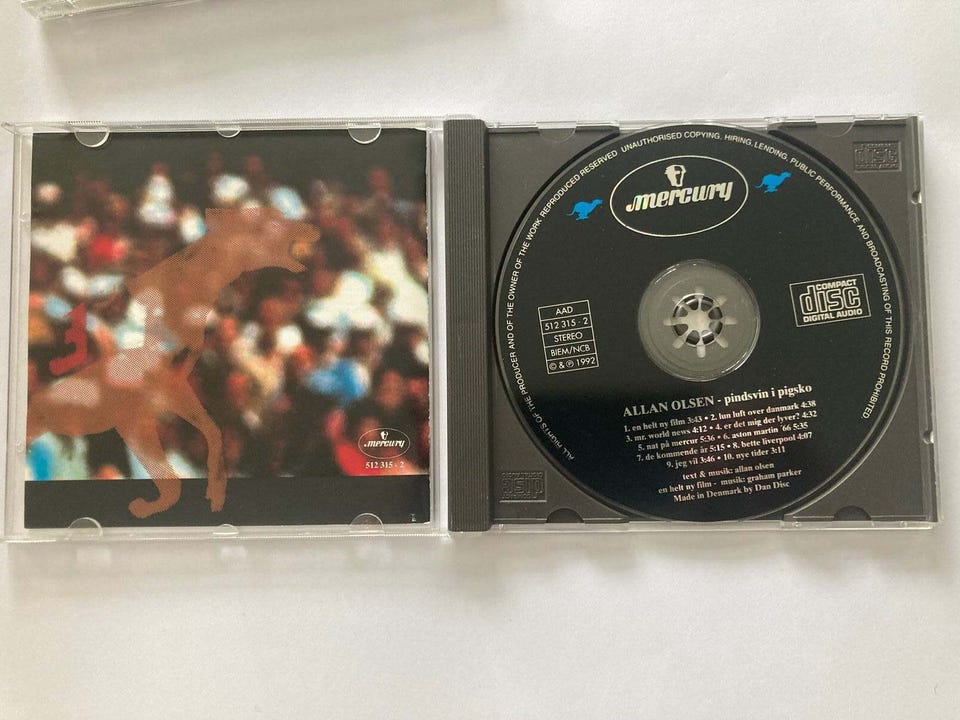 mercury
512 315 - 2
ALL RIGHTS OF THE PRODUCER AND OF THE OWNER OF THE WORK REPRODUCED RESERVED UNAUTHORISED COPYING, HIRING, LENDING, PUBLIC PERFORMANCE AND BROADCASTING OF THIS RECORD PROHIBITED
mercury
AAD
512 315 - 2
STEREO
BIEM/NCB
© & ℗ 1992
COMPACT
disc
DIGITAL AUDIO
ALLAN OLSEN - pindsvin i pigsko
1. en helt ny film 3:43 • 2. lun luft over danmark 4:38
3. mr. world news 4:12 • 4. er det mig der lyver? 4:32
5. nat på mercur 5:36 • 6. aston martin ´66 5:35
7. de kommende år 5:15 • 8. bette liverpool 4:07
9. jeg vil 3:46 • 10. nye tider 3:11
text & musik: allan olsen
en helt ny film - musik: graham parker
Made in Denmark by Dan Disc